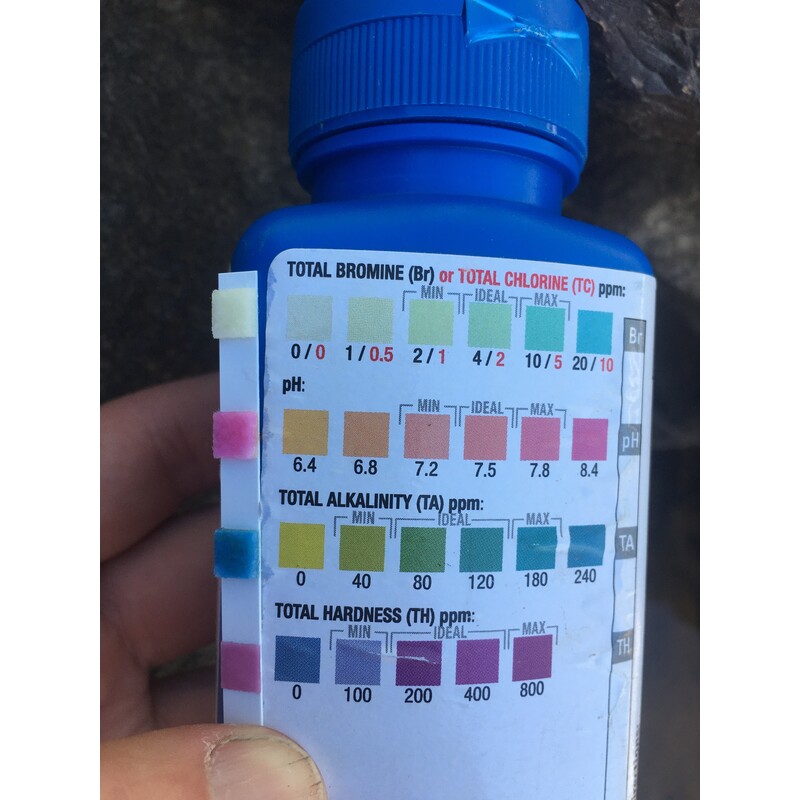 TOTAL BROMINE (Br) or TOTAL CHLORINE (TC) ppm:
MIN IDEAL MAX
0/0 1/0.5 2/1 4/2 10/5 20/10
Br
pH:
MIN IDEAL MAX
pH
6.4 6.8 7.2 7.5 7.8 8.4
TOTAL ALKALINITY (TA) ppm:
MIN IDEAL MAX
TA
0 40 80 120 180 240
TOTAL HARDNESS (TH) ppm:
MIN IDEAL MAX
TH
0 100 200 400 800